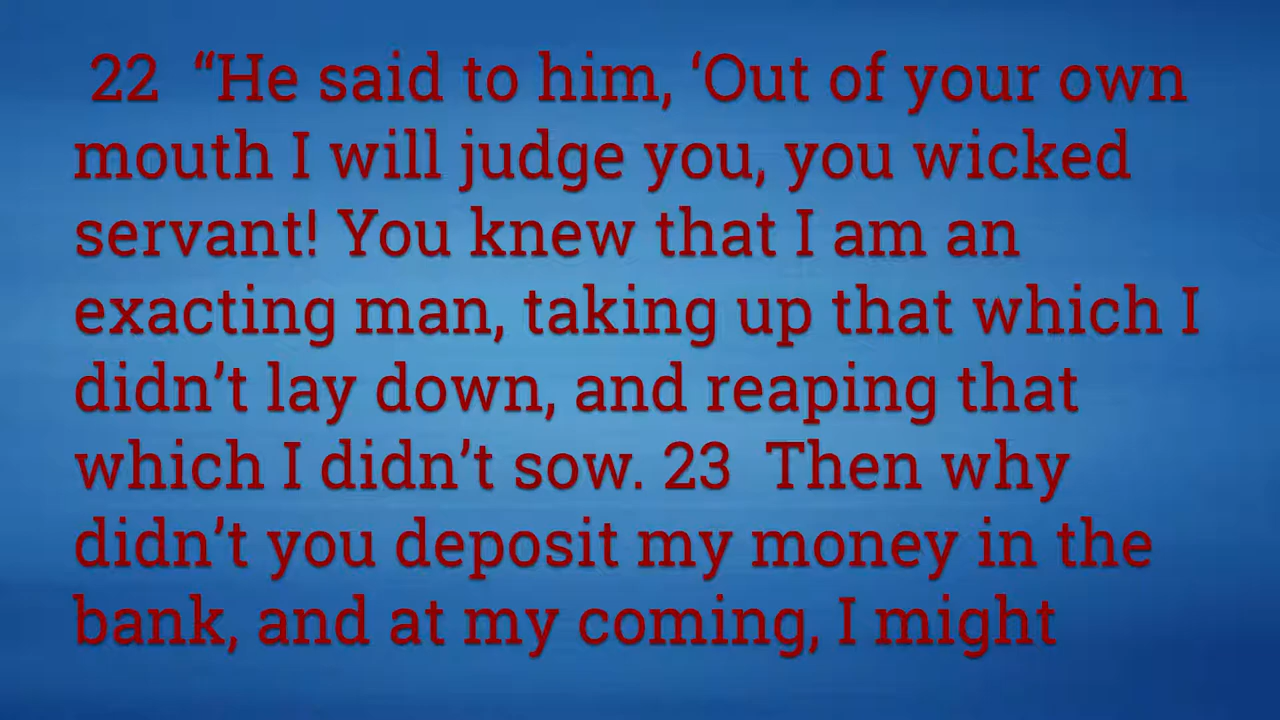 22 “He said to him, ‘Out of your own
mouth I will judge you, you wicked
servant! You knew that I am an
exacting man, taking up that which I
didn’t lay down, and reaping that
which I didn’t sow. 23 Then why
didn’t you deposit my money in the
bank, and at my coming, I might